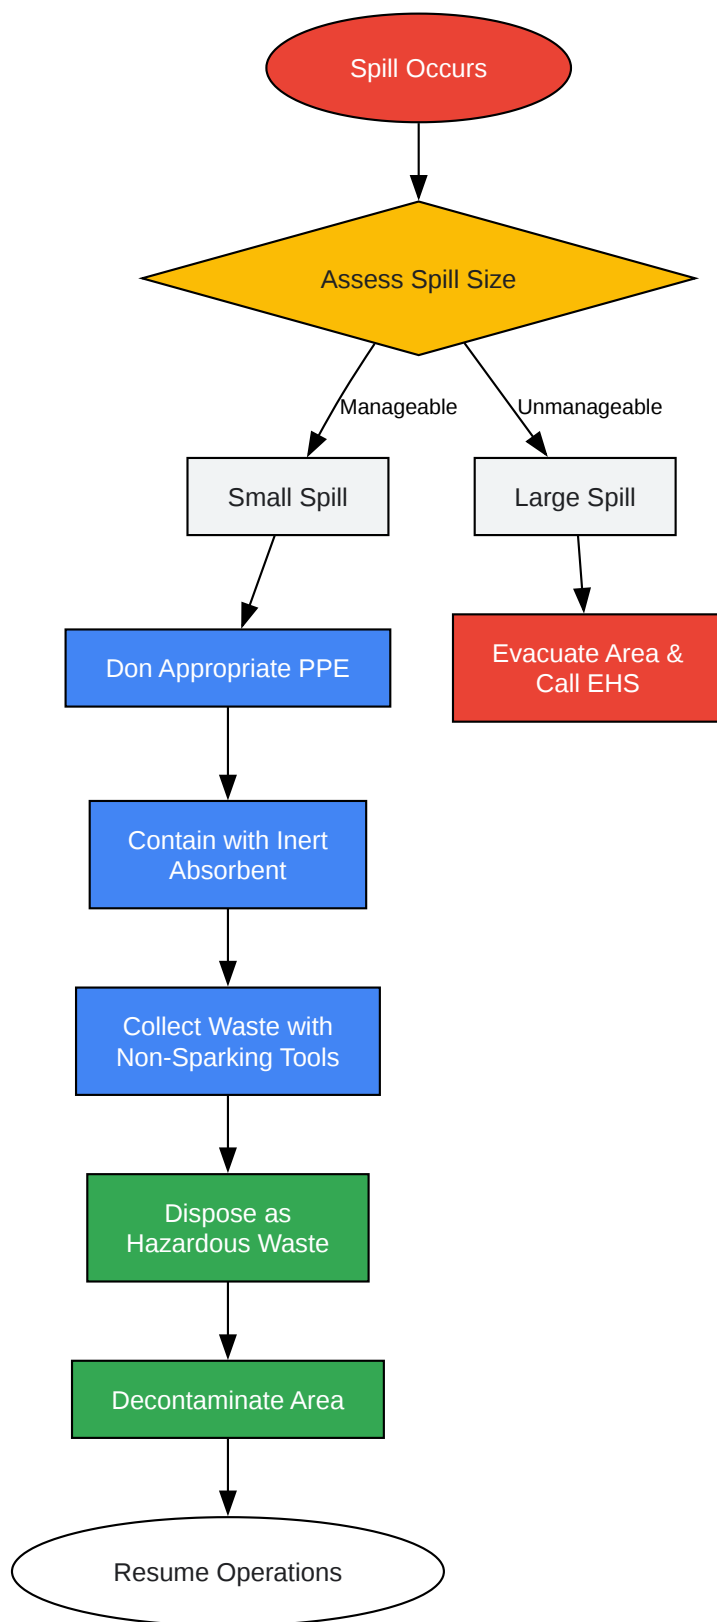 Spill Occurs
Assess Spill Size
Manageable
Unmanageable
Small Spill
Large Spill
Don Appropriate PPE
Evacuate Area &
Call EHS
Contain with Inert
Absorbent
Collect Waste with
Non-Sparking Tools
Dispose as
Hazardous Waste
Decontaminate Area
Resume Operations